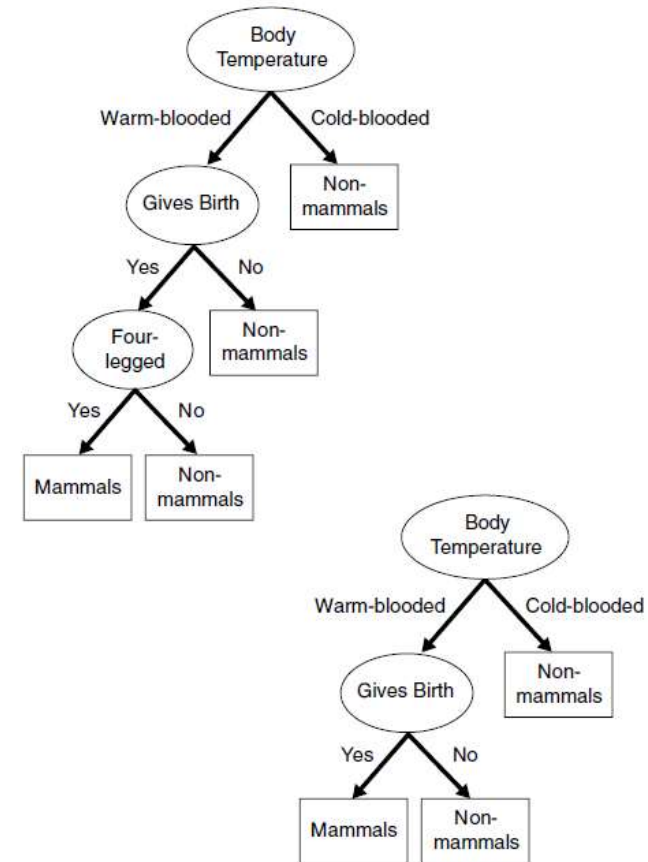 Body
Temperature
Warm-blooded
Cold-blooded
Gives Birth
Non-
mammals
Yes
No
Four-
legged
Non-
mammals
Yes
No
Mammals
Non-
mammals
Body
Temperature
Warm-blooded
Cold-blooded
Gives Birth
Non-
mammals
Yes
No
Mammals
Non-
mammals